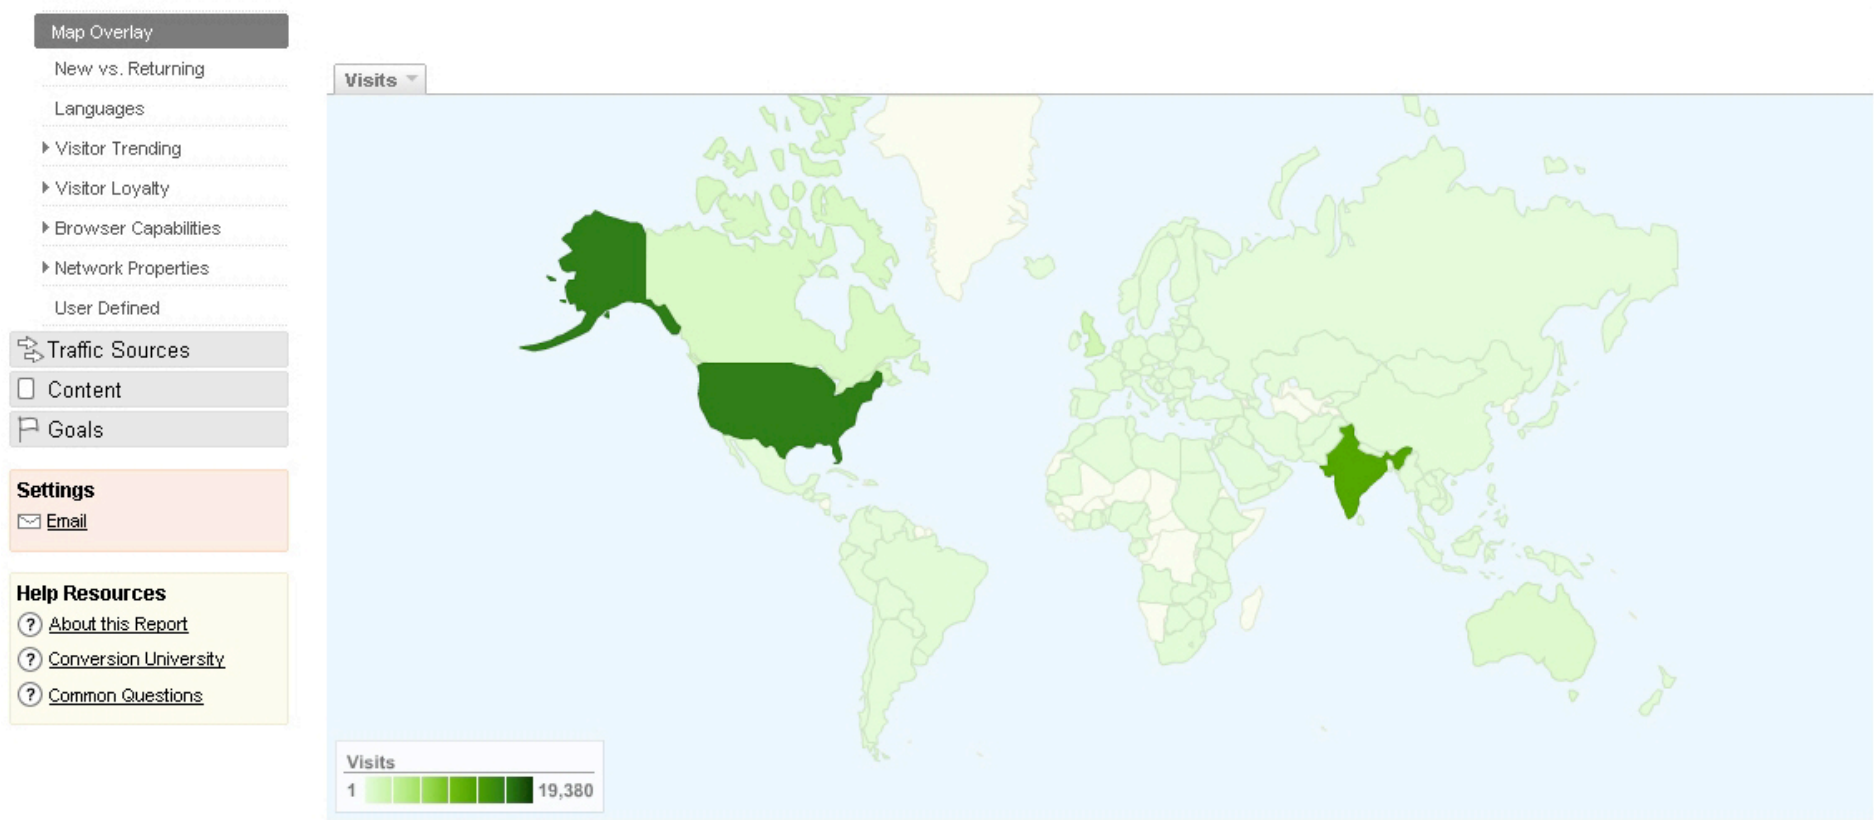 Map Overlay
New vs. Returning
Languages
Visitor Trending
Visitor Loyalty
Browser Capabilities
Network Properties
User Defined
Traffic Sources
Content
Goals
Settings
Email
Help Resources
? About this Report
? Conversion University
? Common Questions
Visits
Visits
1 19,380